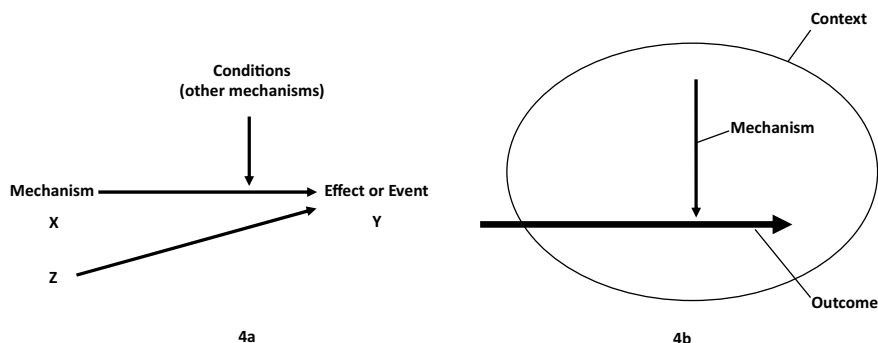 Conditions
(other mechanisms)
Mechanism
Effect or Event
X
Y
Z
4a
Context
Mechanism
Outcome
4b